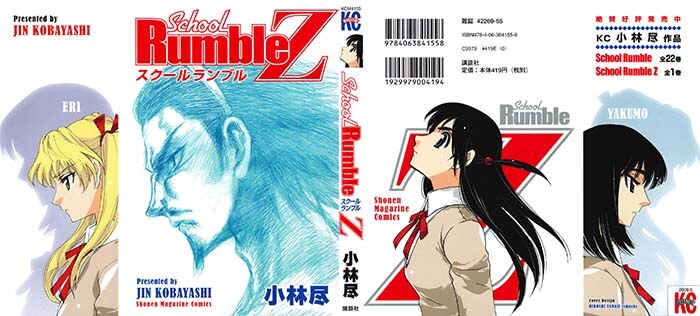 Presented by
JIN KOBAYASHI
ERI
School
Rumble Z
スクールランブル
Presented by
JIN KOBAYASHI
Shonen Magazine Comics
小林尽
KCM4155
KC
School
Rumble
スクール
ランブル
Z
小林尽
講談社
9784063841558
1929979004194
雑誌 42269-55
ISBN978-4-06-384155-8
C9979 ¥419E (0)
講談社
定価:本体419円(税別)
School
Rumble
Z
Shonen
Magazine
Comics
絶賛好評発売中
KC 小林尽 作品
School Rumble 全22巻
School Rumble Z 全1巻
YAKUMO
Cover Design
KC